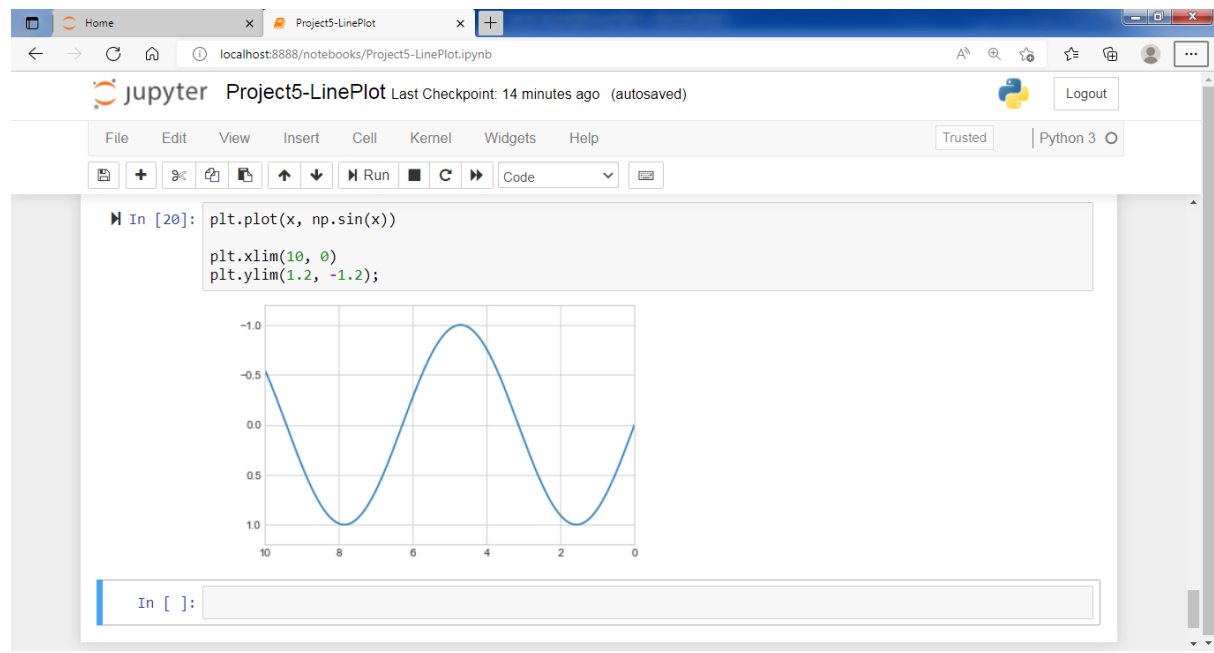 Home
Project5-LinePlot
localhost:8888/notebooks/Project5-LinePlot.ipynb
jupyter Project5-LinePlot Last Checkpoint: 14 minutes ago (autosaved)
Logout
File Edit View Insert Cell Kernel Widgets Help
Trusted
Python 3
Run
Code
In [20]: plt.plot(x, np.sin(x))
plt.xlim(10, 0)
plt.ylim(1.2, -1.2);
−1.0
−0.5
0.0
0.5
1.0
10 8 6 4 2 0
In [ ]: